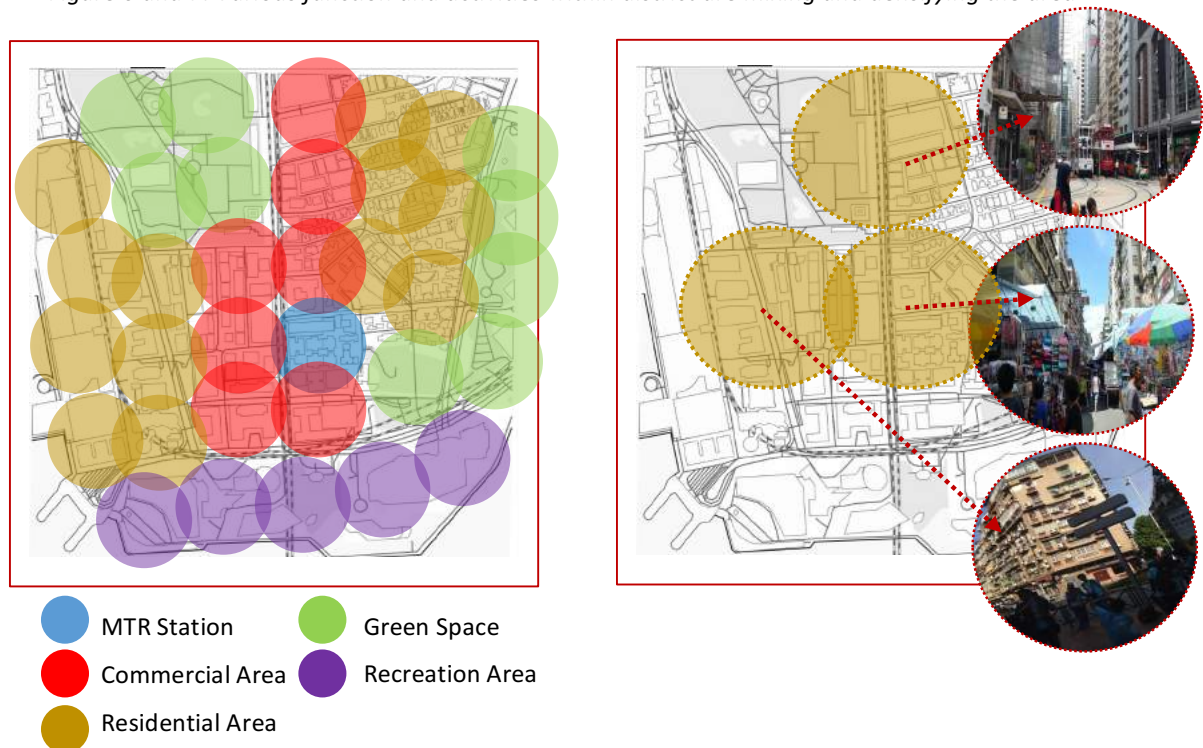 MTR Station
Green Space
Commercial Area
Recreation Area
Residential Area